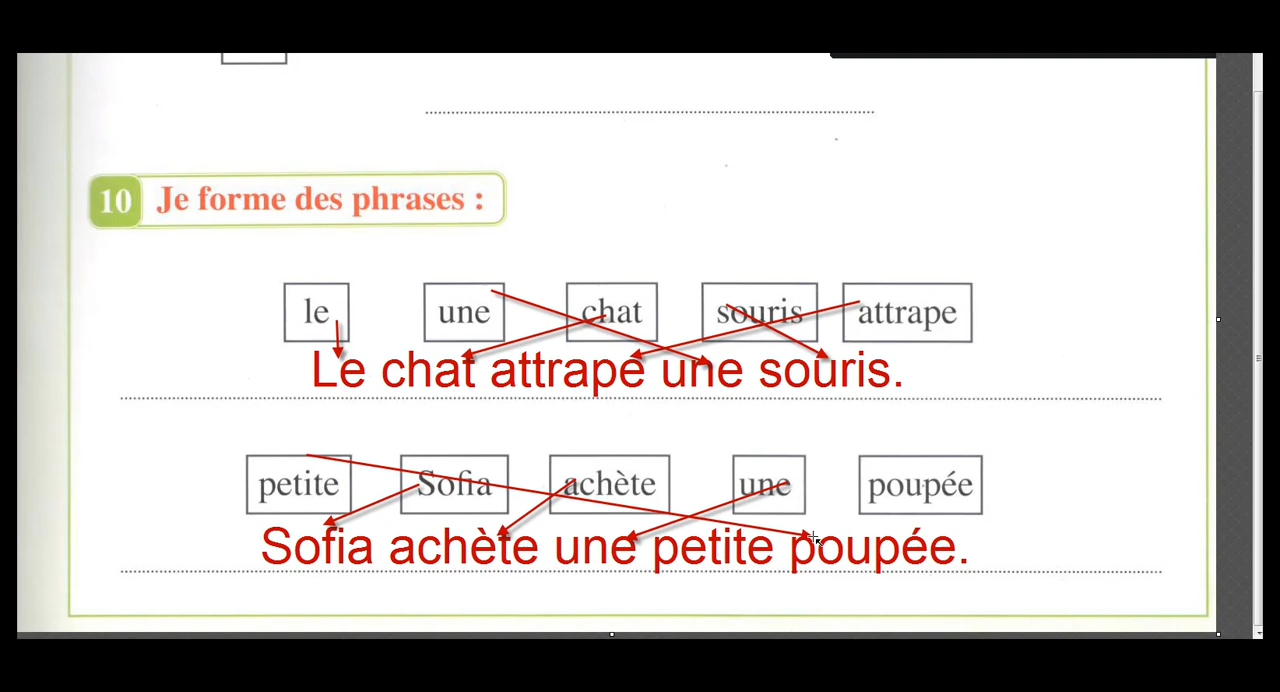 10 Je forme des phrases :
le une chat souris attrape
Le chat attrape une souris.
petite Sofia achète une poupée
Sofia achète une petite poupée.